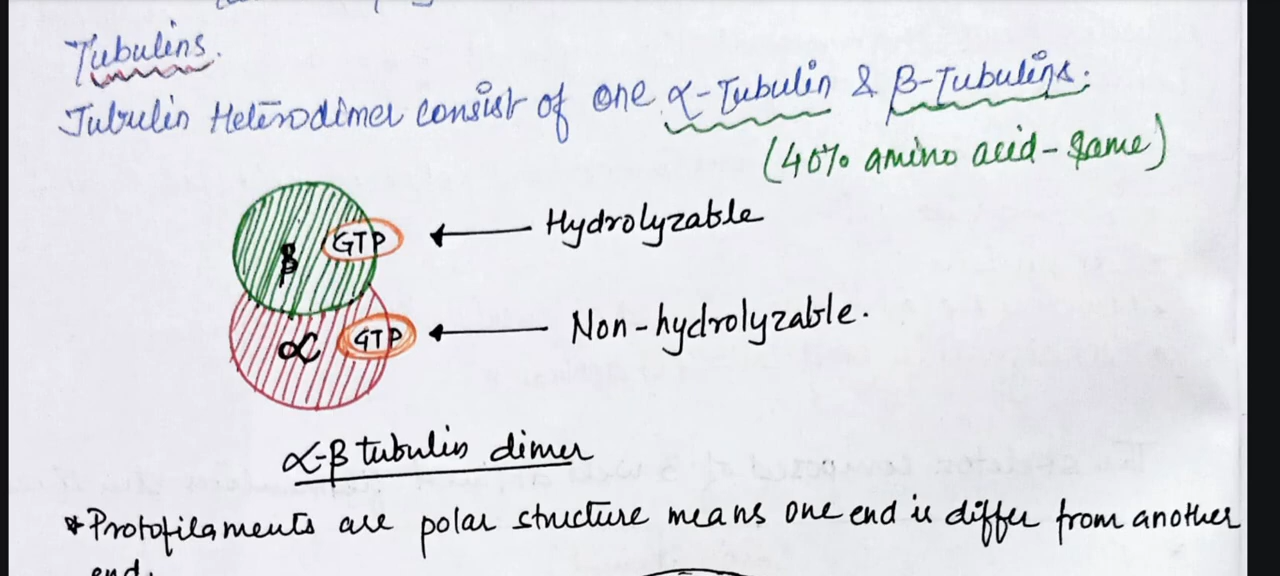 Tubulins.
Tubulin Heterodimer consist of one α-Tubulin & β-Tubulins.
(40% amino acid-same)
β GTP ← Hydrolyzable
α GTP ← Non-hydrolyzable.
α-β tubulin dimer
*Protofilaments are polar structure means one end is differ from another
end.